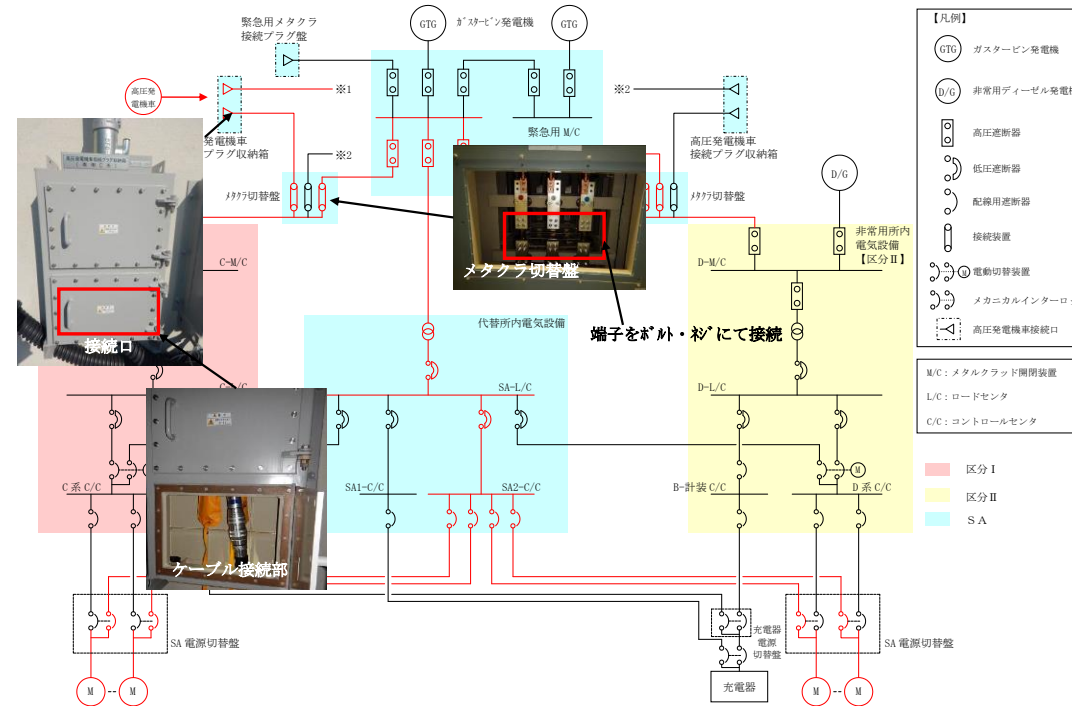 緊急用メタクラ
接続プラグ盤
GTG
ガスタービン発電機
GTG
【凡例】
GTG
ガスタービン発電機
D/G
非常用ディーゼル発電機
高圧遮断器
低圧遮断器
配線用遮断器
接続装置
M
電動切替装置
メカニカルインターロック
高圧発電機車接続口
M/C：メタルクラッド開閉装置
L/C：ロードセンタ
C/C：コントロールセンタ
区分Ⅰ
区分Ⅱ
ＳＡ
高圧発
電機車
※1
※2
発電機車
プラグ収納箱
※2
緊急用 M/C
高圧発電機車
接続プラグ収納箱
D/G
メタクラ切替盤
メタクラ切替盤
非常用所内
電気設備
【区分Ⅱ】
C-M/C
D-M/C
メタクラ切替盤
端子をボルト・ネジにて接続
接続口
代替所内電気設備
SA-L/C
D-L/C
C 系 C/C
SA1-C/C
SA2-C/C
B-計装 C/C
M
D 系 C/C
ケーブル接続部
SA 電源切替盤
充電器
電源
切替盤
SA 電源切替盤
M
M
充電器
M
M